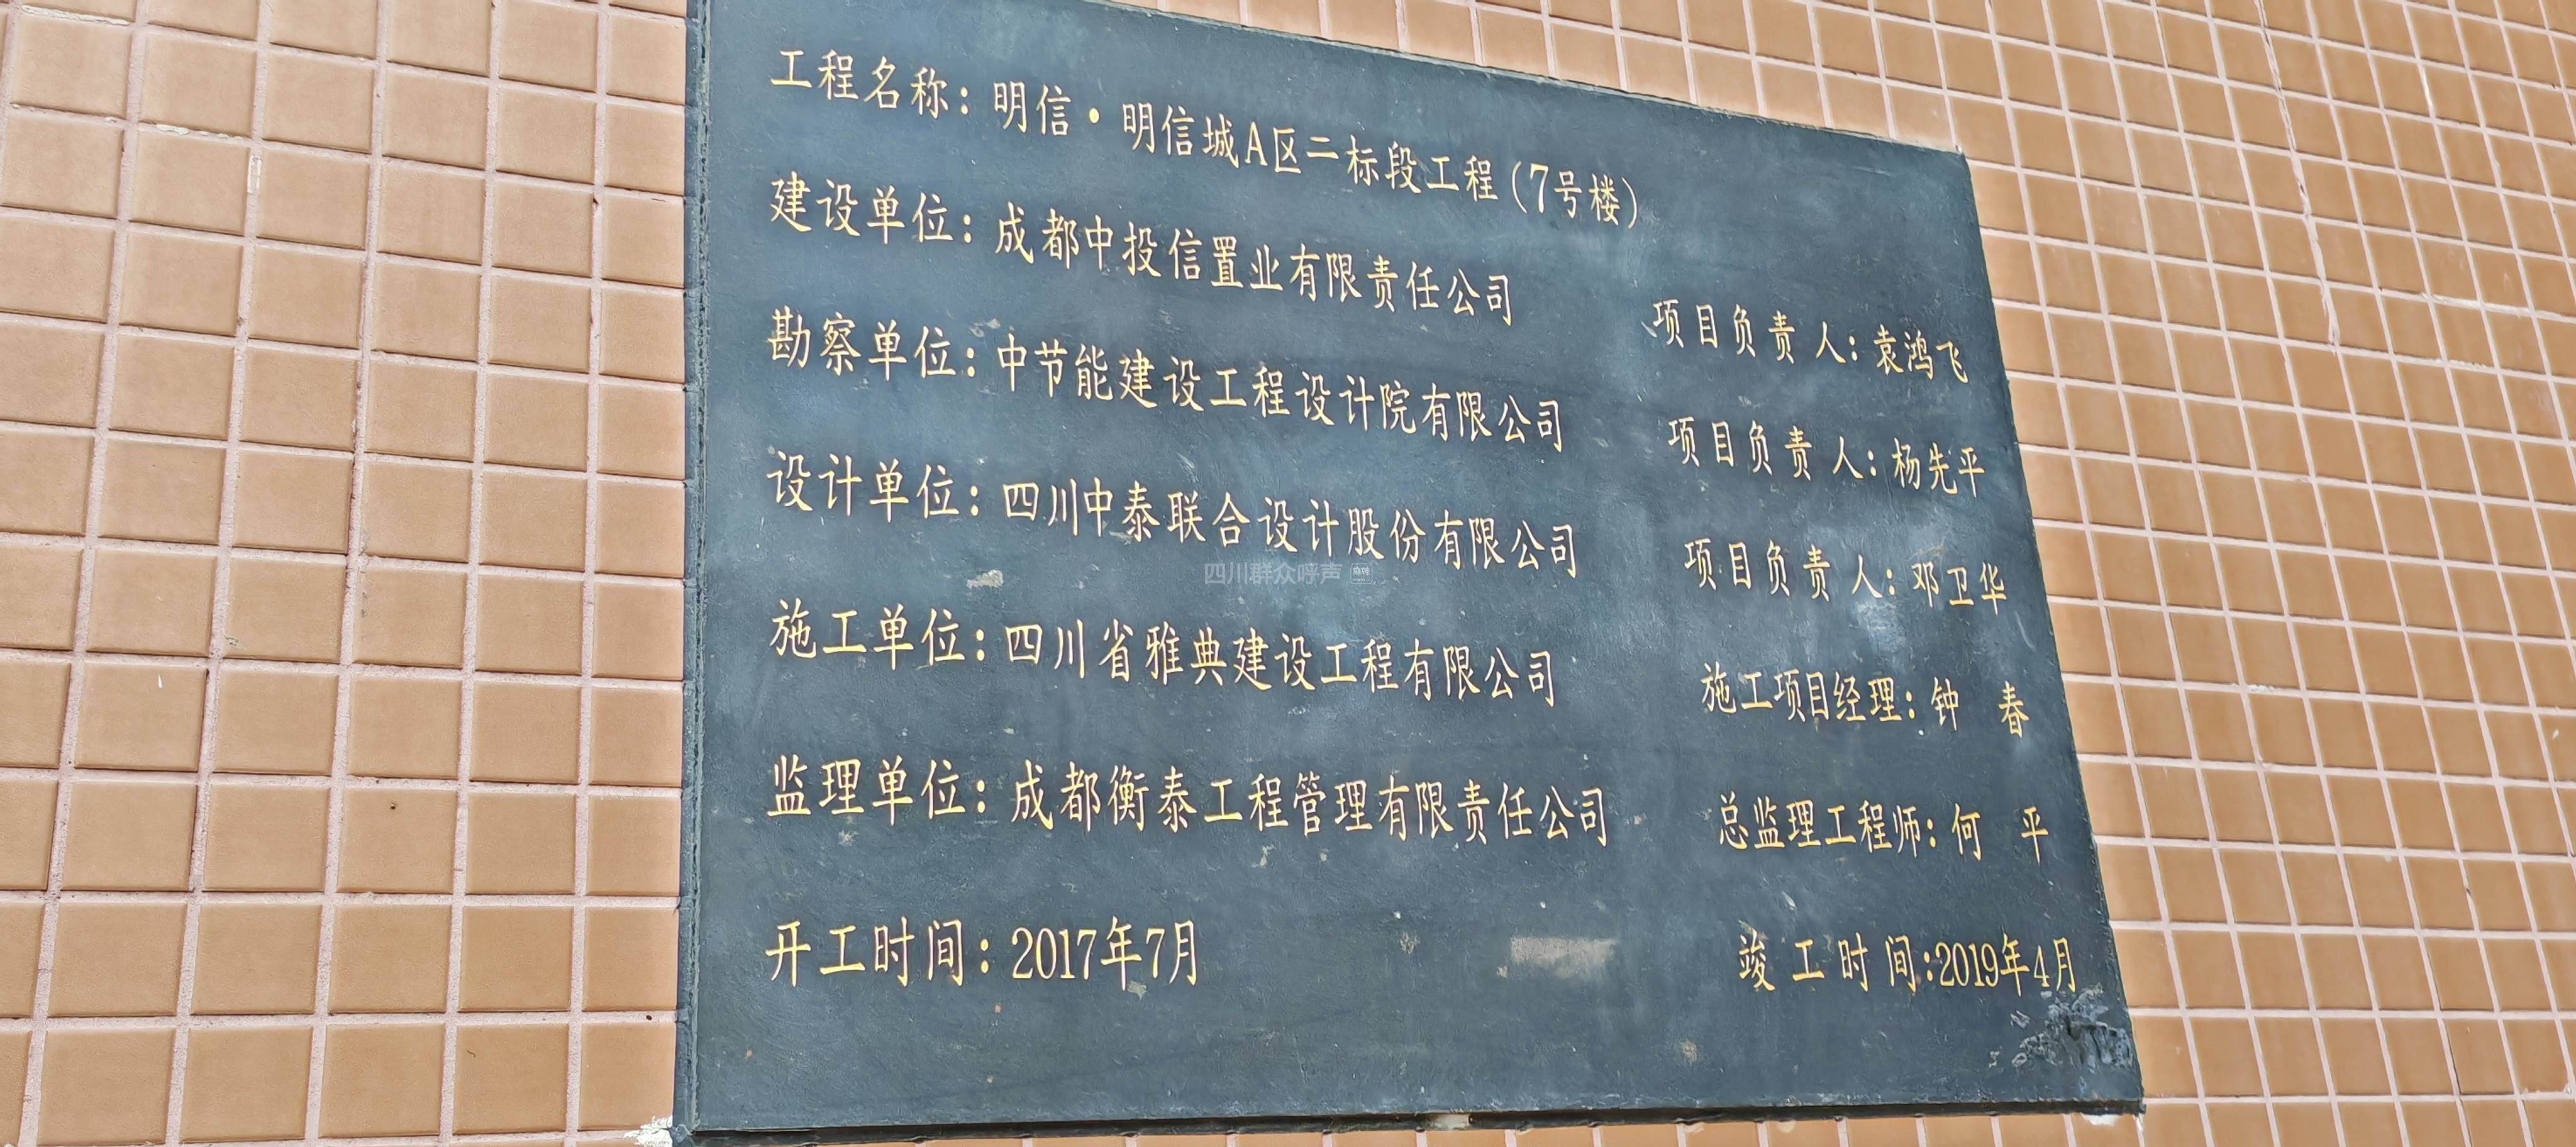 工程名称：明信·明信城A区二标段工程(7号楼)
建设单位：成都中投信置业有限责任公司 项目负责人：袁鸿飞
勘察单位：中节能建设工程设计院有限公司 项目负责人：杨先平
设计单位：四川中泰联合设计股份有限公司 项目负责人：邓卫华
四川群众呼声
施工单位：四川省雅典建设工程有限公司 施工项目经理：钟 春
监理单位：成都衡泰工程管理有限责任公司 总监理工程师：何 平
开工时间：2017年7月 竣工时间：2019年4月